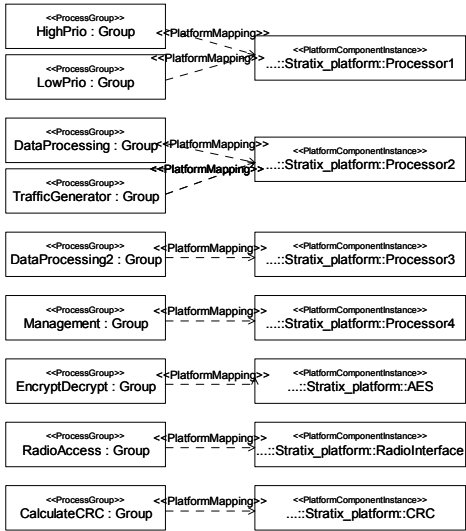 <<ProcessGroup>>
HighPrio : Group
<<PlatformMapping>>
<<PlatformComponentInstance>>
...::Stratix_platform::Processor1
<<ProcessGroup>>
LowPrio : Group
<<PlatformMapping>>
<<ProcessGroup>>
DataProcessing : Group
<<PlatformMapping>>
<<PlatformComponentInstance>>
...::Stratix_platform::Processor2
<<ProcessGroup>>
TrafficGenerator : Group
<<PlatformMapping>>
<<ProcessGroup>>
DataProcessing2 : Group
<<PlatformMapping>>
<<PlatformComponentInstance>>
...::Stratix_platform::Processor3
<<ProcessGroup>>
Management : Group
<<PlatformMapping>>
<<PlatformComponentInstance>>
...::Stratix_platform::Processor4
<<ProcessGroup>>
EncryptDecrypt : Group
<<PlatformMapping>>
<<PlatformComponentInstance>>
...::Stratix_platform::AES
<<ProcessGroup>>
RadioAccess : Group
<<PlatformMapping>>
<<PlatformComponentInstance>>
...::Stratix_platform::RadioInterface
<<ProcessGroup>>
CalculateCRC : Group
<<PlatformMapping>>
<<PlatformComponentInstance>>
...::Stratix_platform::CRC